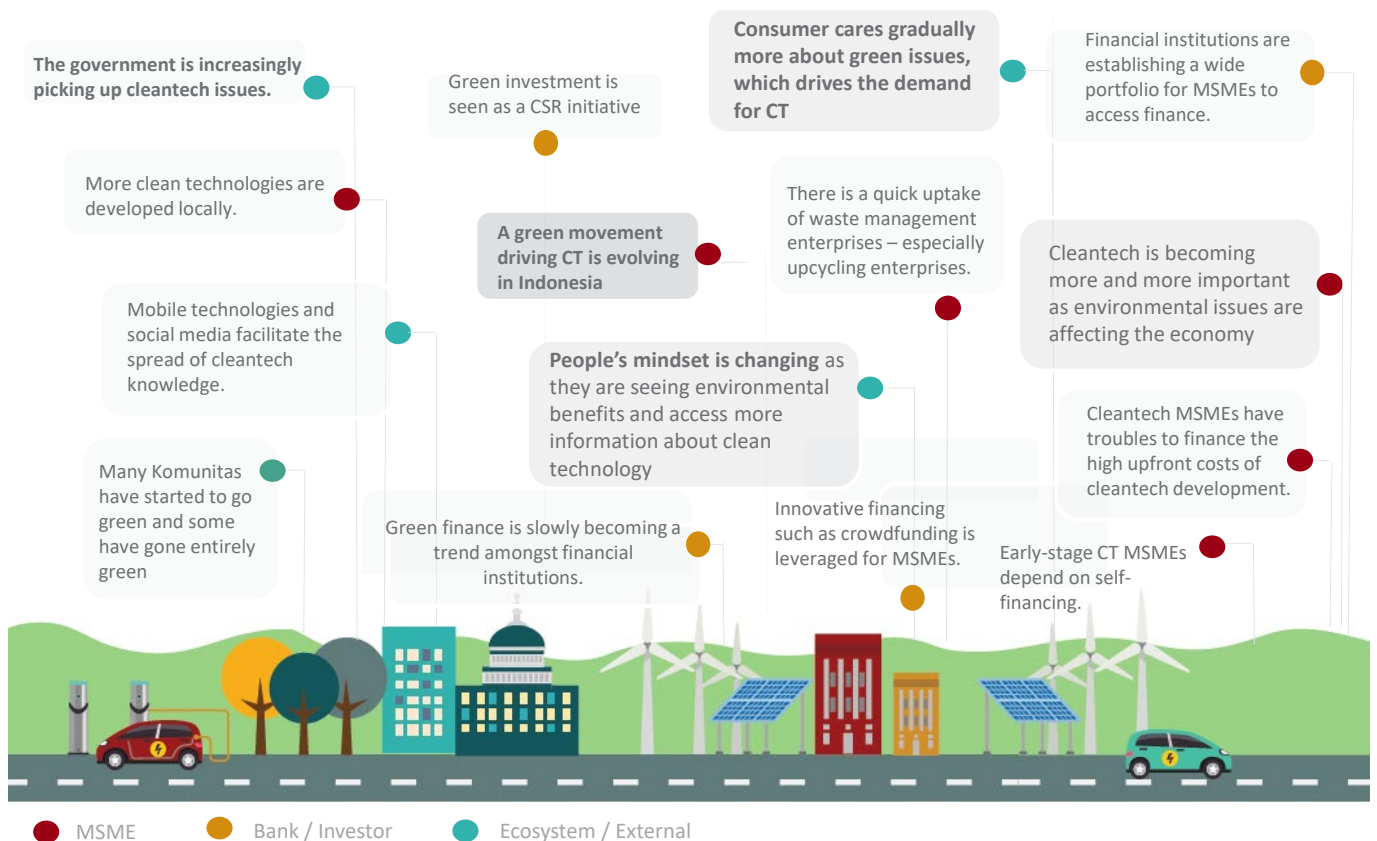 The government is increasingly
picking up cleantech issues.
Green investment is
seen as a CSR initiative
Consumer cares gradually
more about green issues,
which drives the demand
for CT
Financial institutions are
establishing a wide
portfolio for MSMEs to
access finance.
More clean technologies are
developed locally.
A green movement
driving CT is evolving
in Indonesia
There is a quick uptake
of waste management
enterprises – especially
upcycling enterprises.
Cleantech is becoming
more and more important
as environmental issues are
affecting the economy
Mobile technologies and
social media facilitate the
spread of cleantech
knowledge.
People’s mindset is changing as
they are seeing environmental
benefits and access more
information about clean
technology
Cleantech MSMEs have
troubles to finance the
high upfront costs of
cleantech development.
Many Komunitas
have started to go
green and some
have gone entirely
green
Green finance is slowly becoming a
trend amongst financial
institutions.
Innovative financing
such as crowdfunding is
leveraged for MSMEs.
Early-stage CT MSMEs
depend on self-
financing.
MSME
Bank / Investor
Ecosystem / External